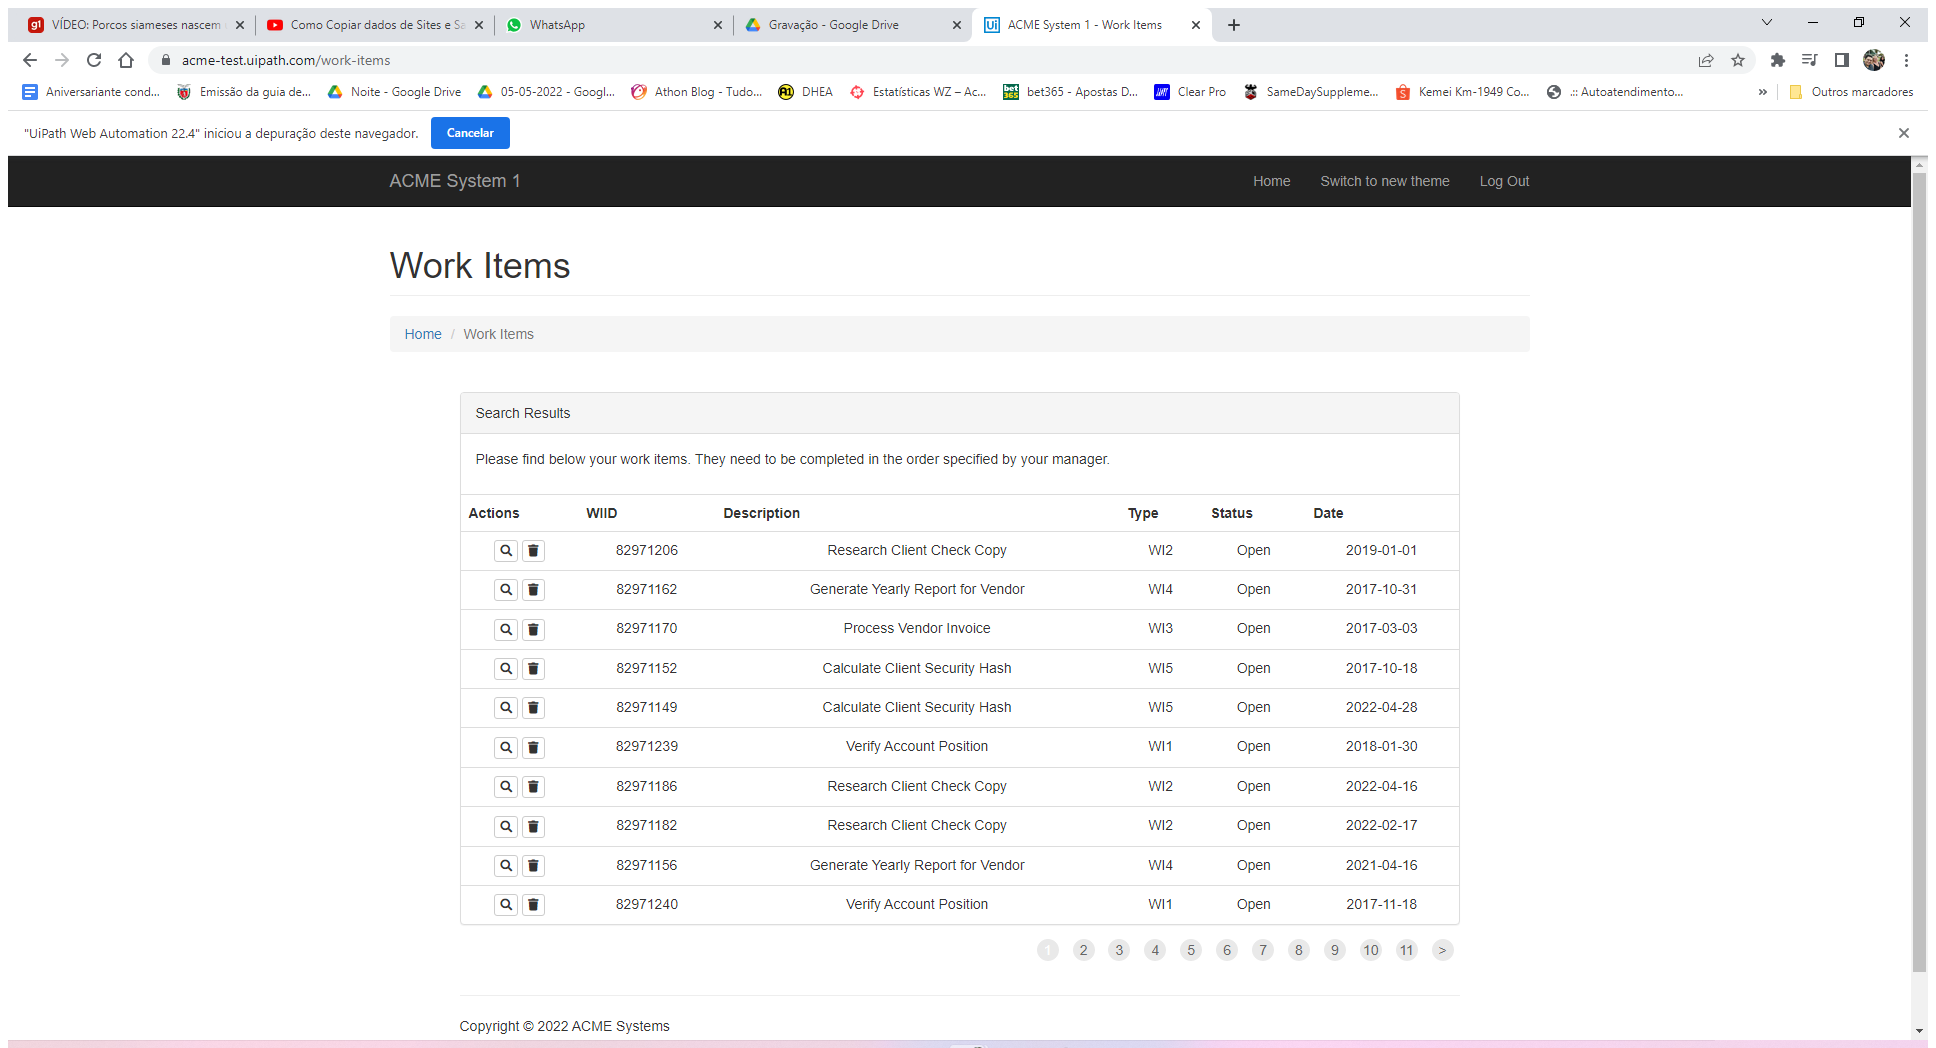 VÍDEO: Porcos siameses nascem
Como Copiar dados de Sites e Sa
WhatsApp
Gravação - Google Drive
ACME System 1 - Work Items
acme-test.uipath.com/work-items
Aniversariante cond...
Emissão da guia de...
Noite - Google Drive
05-05-2022 - Googl...
Athon Blog - Tudo...
DHEA
Estatísticas WZ – Ac...
bet365 - Apostas D...
Clear Pro
SameDaySuppleme...
Kemei Km-1949 Co...
.:: Autoatendimento...
»
Outros marcadores
"UiPath Web Automation 22.4" iniciou a depuração deste navegador.
Cancelar
ACME System 1
Home
Switch to new theme
Log Out
Work Items
Home / Work Items
Search Results
Please find below your work items. They need to be completed in the order specified by your manager.
Actions WIID Description Type Status Date
82971206 Research Client Check Copy WI2 Open 2019-01-01
82971162 Generate Yearly Report for Vendor WI4 Open 2017-10-31
82971170 Process Vendor Invoice WI3 Open 2017-03-03
82971152 Calculate Client Security Hash WI5 Open 2017-10-18
82971149 Calculate Client Security Hash WI5 Open 2022-04-28
82971239 Verify Account Position WI1 Open 2018-01-30
82971186 Research Client Check Copy WI2 Open 2022-04-16
82971182 Research Client Check Copy WI2 Open 2022-02-17
82971156 Generate Yearly Report for Vendor WI4 Open 2021-04-16
82971240 Verify Account Position WI1 Open 2017-11-18
1 2 3 4 5 6 7 8 9 10 11 >
Copyright © 2022 ACME Systems